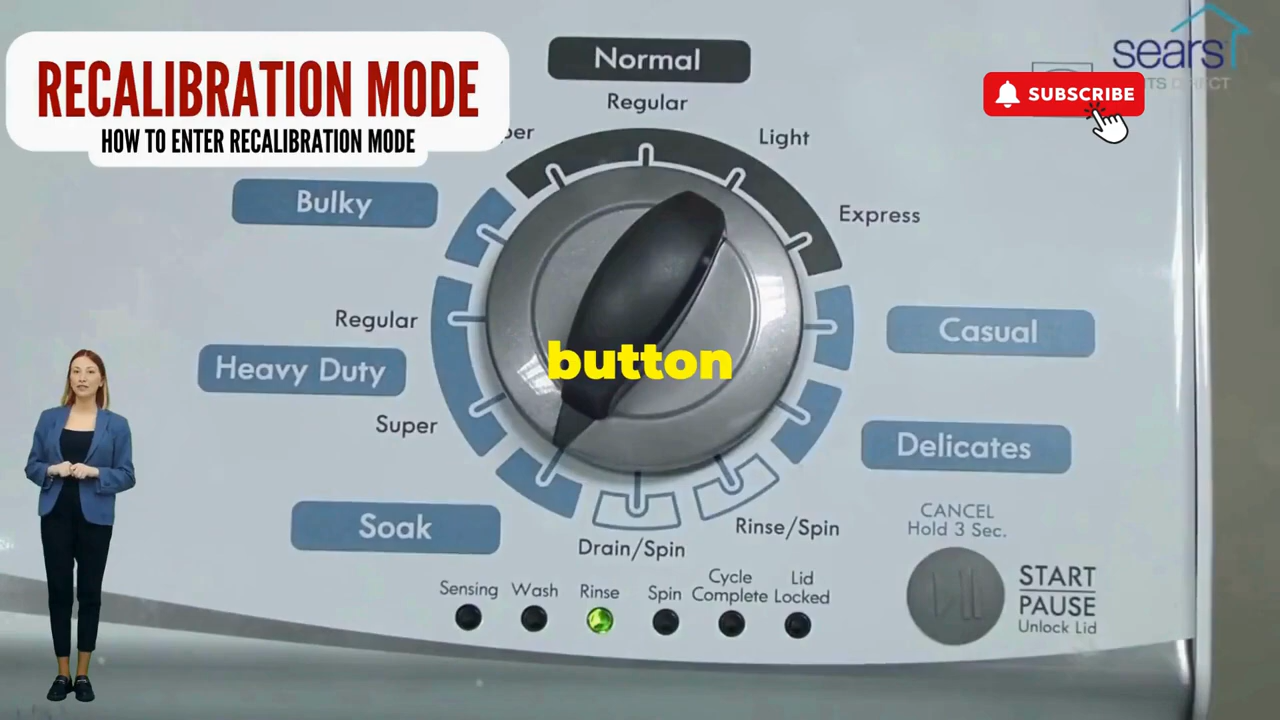 RECALIBRATION MODE
HOW TO ENTER RECALIBRATION MODE
sears
SUBSCRIBE
Normal
Regular
Light
Express
Bulky
Regular
Heavy Duty
Super
Casual
Delicates
button
Soak
Drain/Spin
Rinse/Spin
CANCEL
Hold 3 Sec.
Sensing
Wash
Rinse
Spin
Cycle
Complete
Lid
Locked
START
PAUSE
Unlock Lid